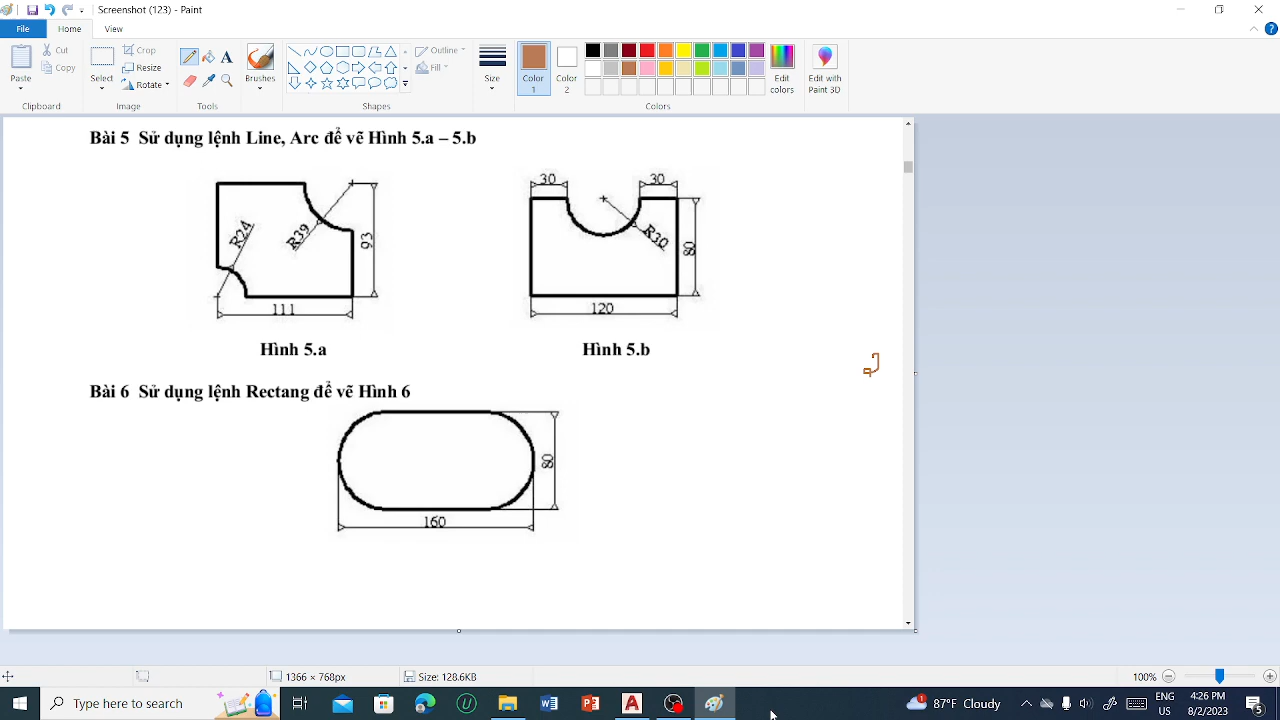 Screenshot (123) - Paint
File Home View
Paste Cut Copy
Clipboard
Select Crop Resize Rotate
Image
Tools
Brushes
Shapes
Outline
Fill
Size
Color 1
Color 2
Colors
Edit colors
Edit with Paint 3D
Bài 5 Sử dụng lệnh Line, Arc để vẽ Hình 5.a – 5.b
R24
R39
93
111
30
30
R30
80
120
Hình 5.a
Hình 5.b
Bài 6 Sử dụng lệnh Rectang để vẽ Hình 6
80
160
1366 × 768px
Size: 128.6KB
100%
Type here to search
87°F Cloudy
ENG
US
4:26 PM
8/2/2023